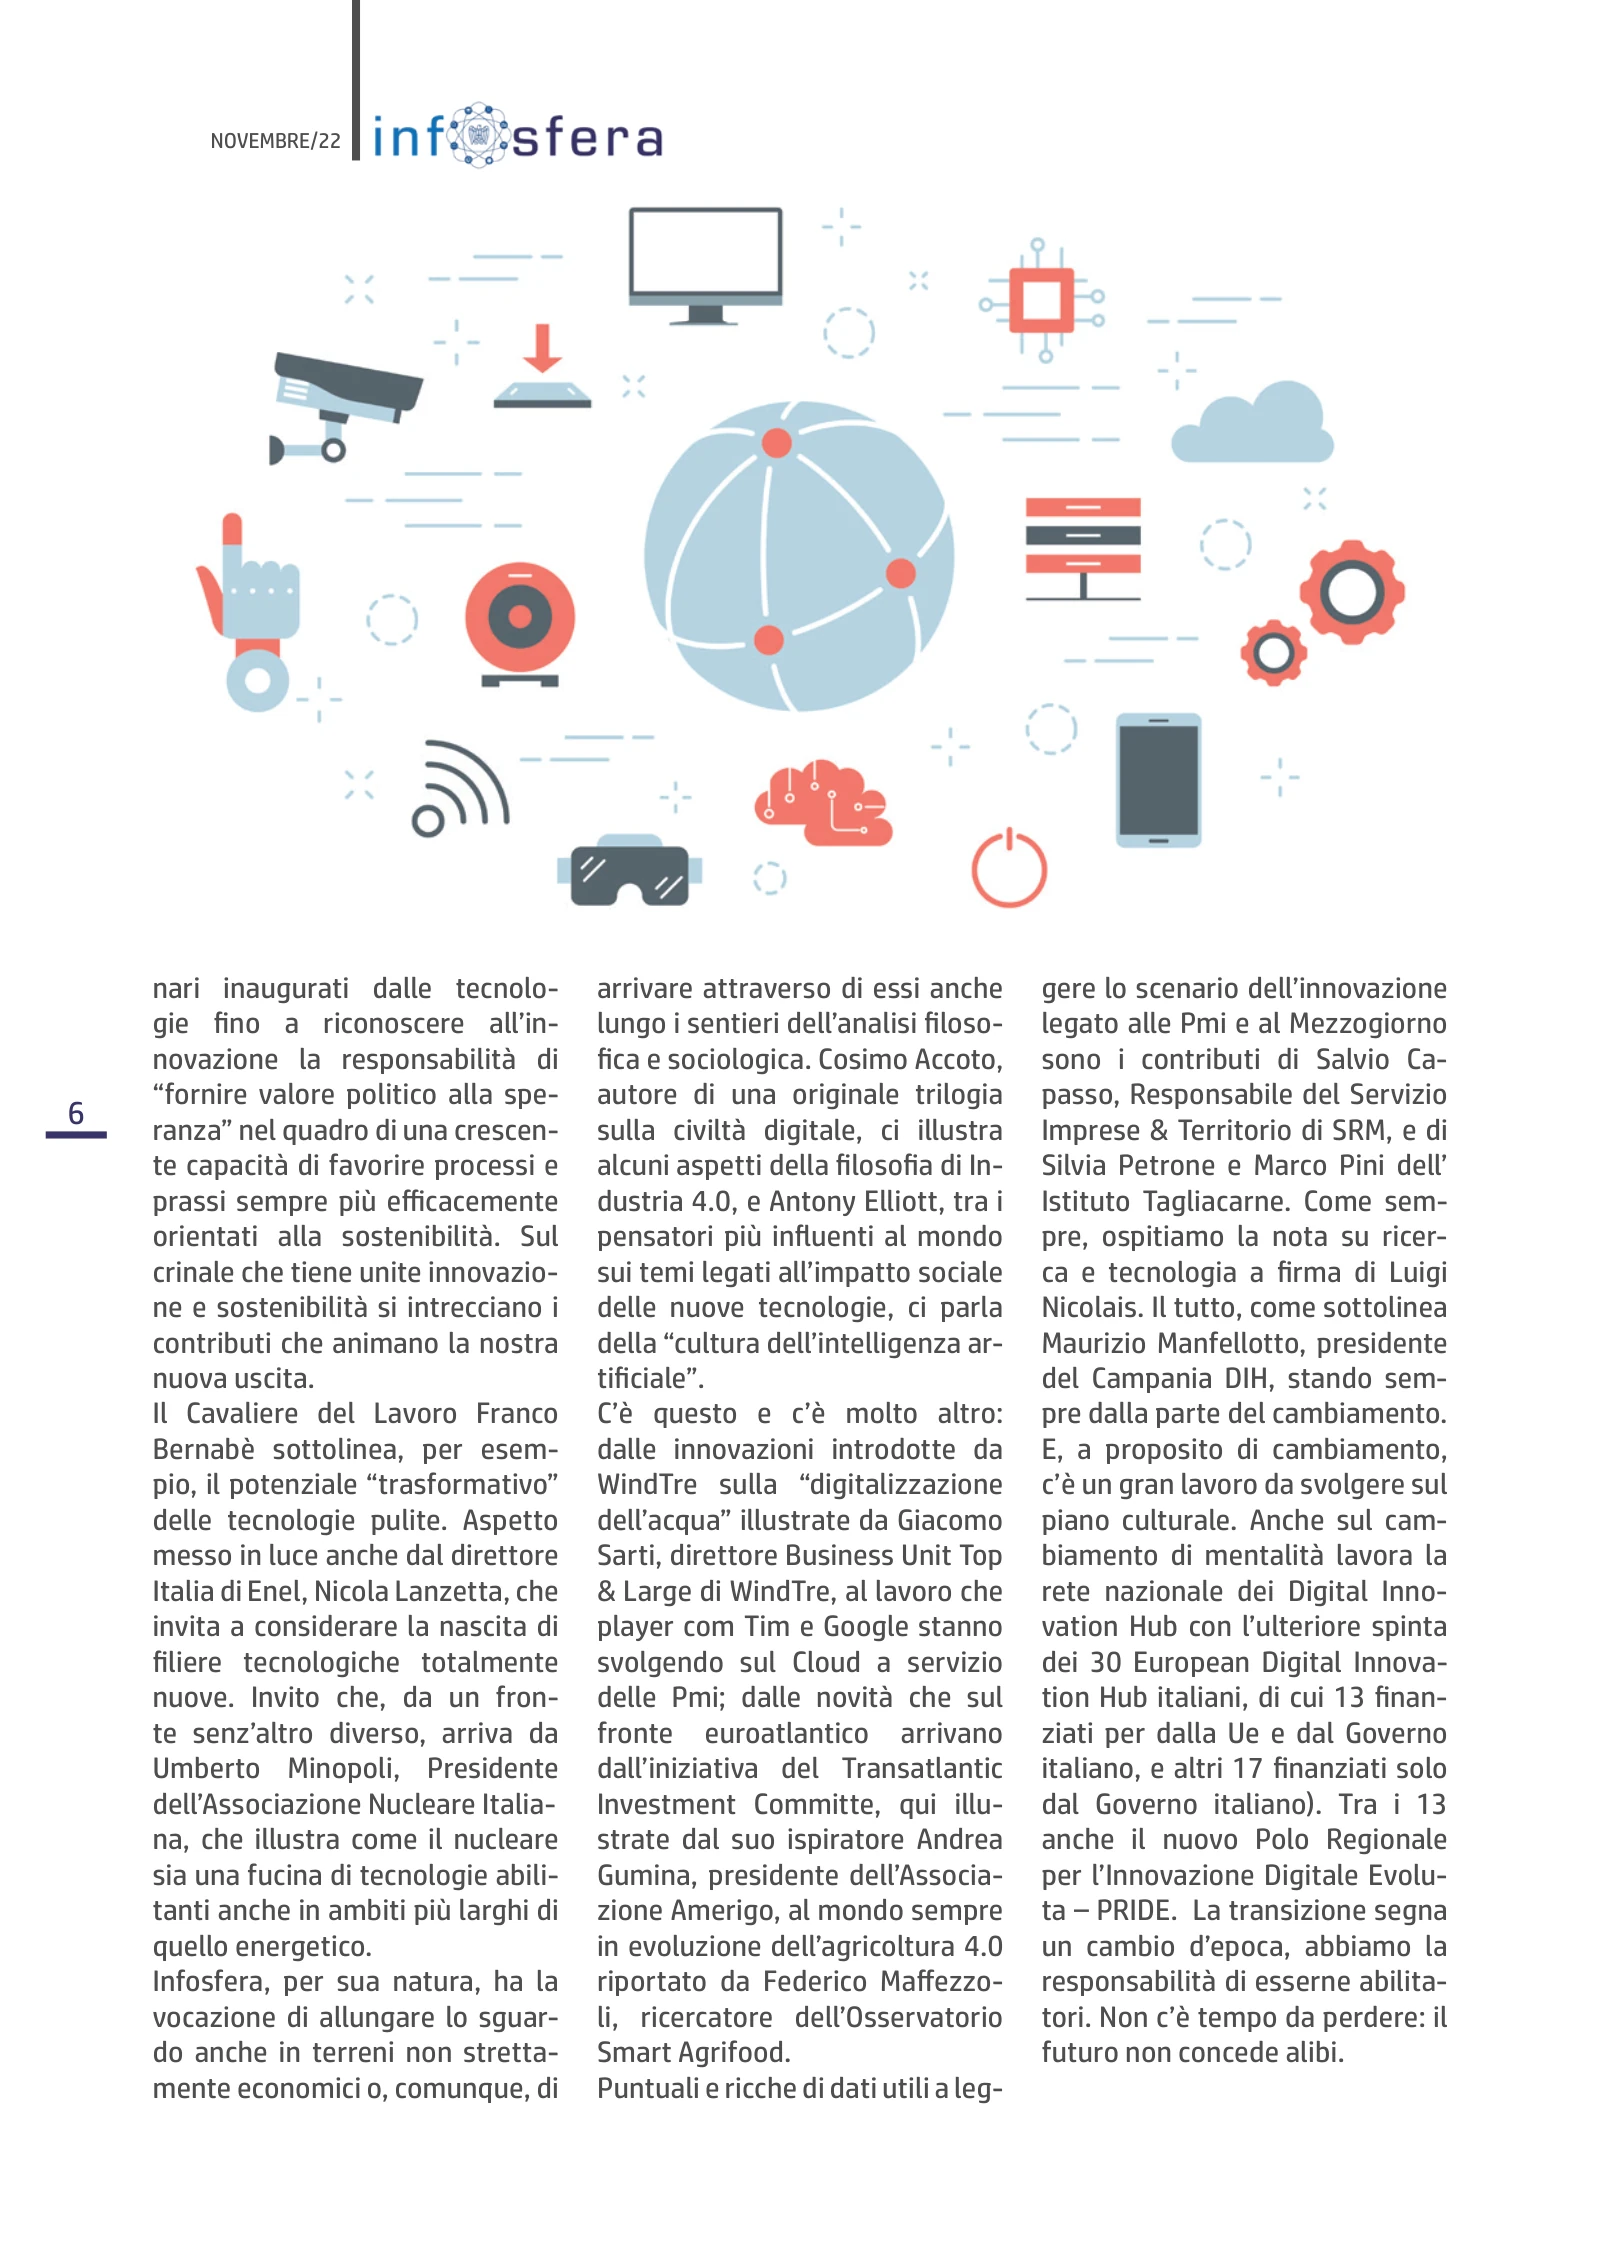 NOVEMBRE/22
infosfera
nari inaugurati dalle tecnolo-
gie fino a riconoscere all’in-
novazione la responsabilità di
“fornire valore politico alla spe-
ranza” nel quadro di una crescen-
te capacità di favorire processi e
prassi sempre più efficacemente
orientati alla sostenibilità. Sul
crinale che tiene unite innovazio-
ne e sostenibilità si intrecciano i
contributi che animano la nostra
nuova uscita.
Il Cavaliere del Lavoro Franco
Bernabè sottolinea, per esem-
pio, il potenziale “trasformativo”
delle tecnologie pulite. Aspetto
messo in luce anche dal direttore
Italia di Enel, Nicola Lanzetta, che
invita a considerare la nascita di
filiere tecnologiche totalmente
nuove. Invito che, da un fron-
te senz’altro diverso, arriva da
Umberto Minopoli, Presidente
dell’Associazione Nucleare Italia-
na, che illustra come il nucleare
sia una fucina di tecnologie abili-
tanti anche in ambiti più larghi di
quello energetico.
Infosfera, per sua natura, ha la
vocazione di allungare lo sguar-
do anche in terreni non stretta-
mente economici o, comunque, di
arrivare attraverso di essi anche
lungo i sentieri dell’analisi filoso-
fica e sociologica. Cosimo Accoto,
autore di una originale trilogia
sulla civiltà digitale, ci illustra
alcuni aspetti della filosofia di In-
dustria 4.0, e Antony Elliott, tra i
pensatori più influenti al mondo
sui temi legati all’impatto sociale
delle nuove tecnologie, ci parla
della “cultura dell’intelligenza ar-
tificiale”.
C’è questo e c’è molto altro:
dalle innovazioni introdotte da
WindTre sulla “digitalizzazione
dell’acqua” illustrate da Giacomo
Sarti, direttore Business Unit Top
& Large di WindTre, al lavoro che
player com Tim e Google stanno
svolgendo sul Cloud a servizio
delle Pmi; dalle novità che sul
fronte euroatlantico arrivano
dall’iniziativa del Transatlantic
Investment Committe, qui illu-
strate dal suo ispiratore Andrea
Gumina, presidente dell’Associa-
zione Amerigo, al mondo sempre
in evoluzione dell’agricoltura 4.0
riportato da Federico Maffezzo-
li, ricercatore dell’Osservatorio
Smart Agrifood.
Puntuali e ricche di dati utili a leg-
gere lo scenario dell’innovazione
legato alle Pmi e al Mezzogiorno
sono i contributi di Salvio Ca-
passo, Responsabile del Servizio
Imprese & Territorio di SRM, e di
Silvia Petrone e Marco Pini dell’
Istituto Tagliacarne. Come sem-
pre, ospitiamo la nota su ricer-
ca e tecnologia a firma di Luigi
Nicolais. Il tutto, come sottolinea
Maurizio Manfellotto, presidente
del Campania DIH, stando sem-
pre dalla parte del cambiamento.
E, a proposito di cambiamento,
c’è un gran lavoro da svolgere sul
piano culturale. Anche sul cam-
biamento di mentalità lavora la
rete nazionale dei Digital Inno-
vation Hub con l’ulteriore spinta
dei 30 European Digital Innova-
tion Hub italiani, di cui 13 finan-
ziati per dalla Ue e dal Governo
italiano, e altri 17 finanziati solo
dal Governo italiano). Tra i 13
anche il nuovo Polo Regionale
per l’Innovazione Digitale Evolu-
ta – PRIDE. La transizione segna
un cambio d’epoca, abbiamo la
responsabilità di esserne abilita-
tori. Non c’è tempo da perdere: il
futuro non concede alibi.
6